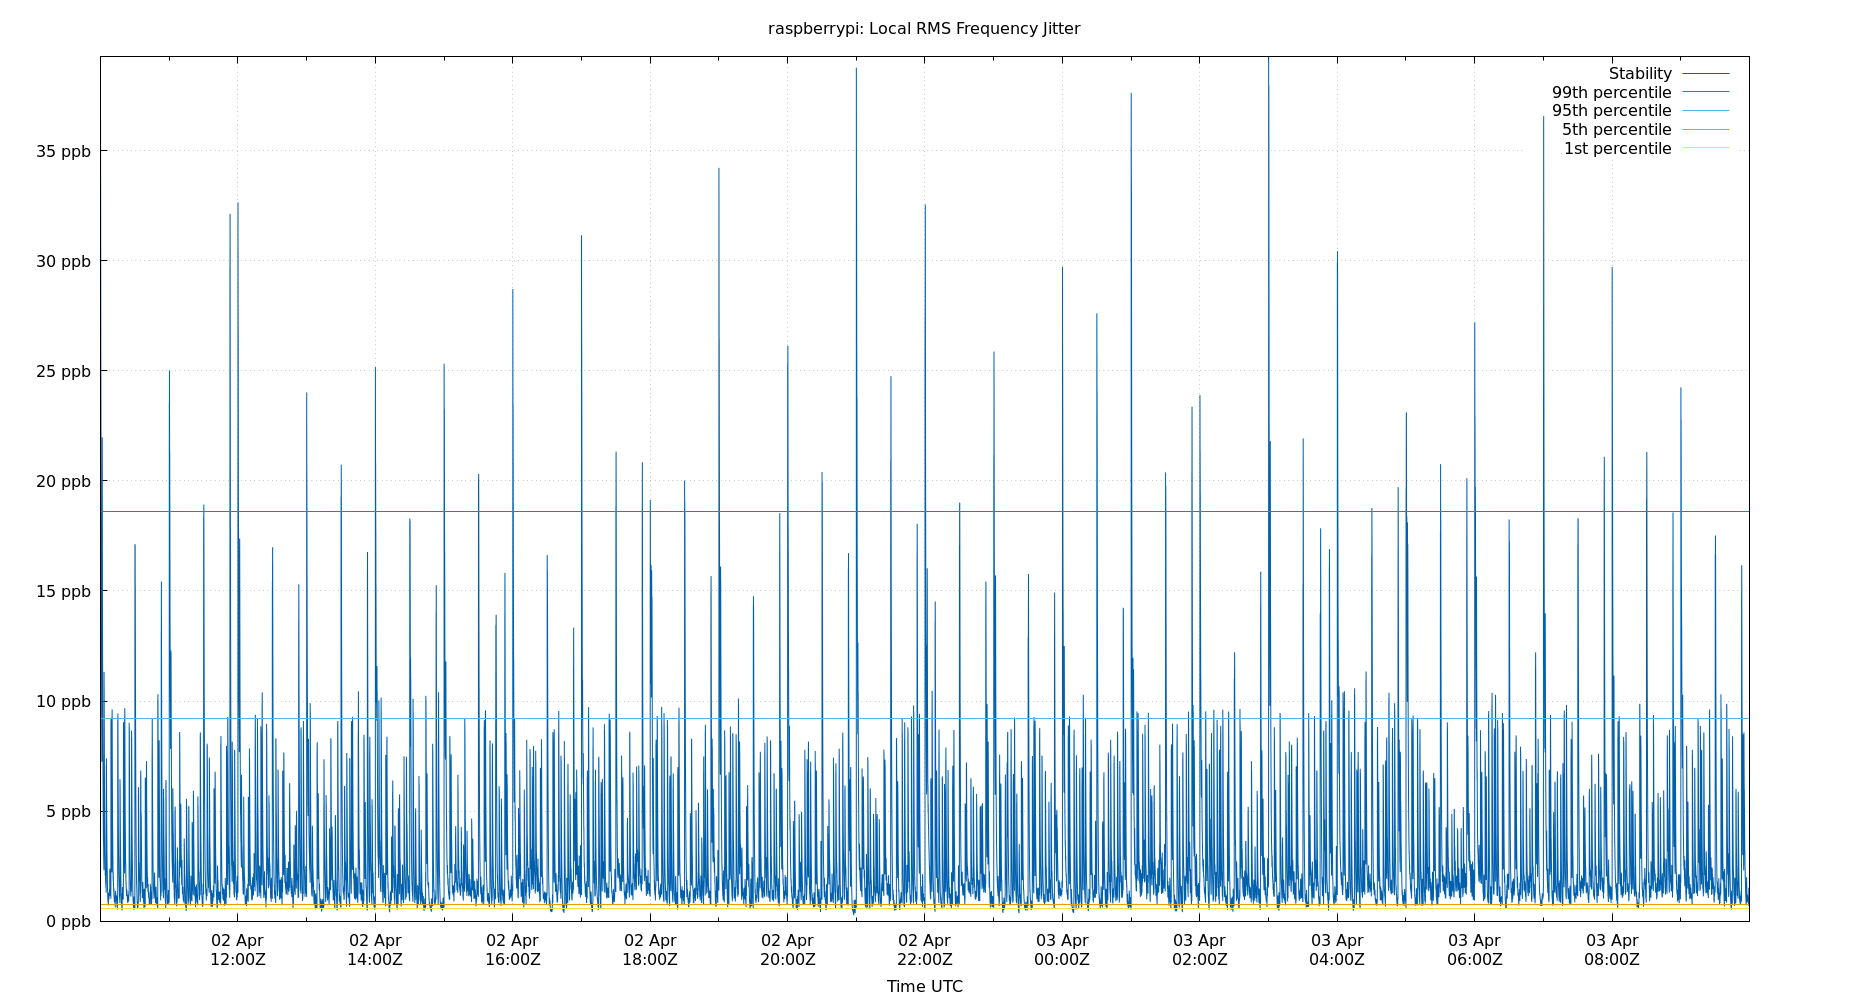 raspberrypi: Local RMS Frequency Jitter
Stability
99th percentile
95th percentile
5th percentile
1st percentile
35 ppb
30 ppb
25 ppb
20 ppb
15 ppb
10 ppb
5 ppb
0 ppb
02 Apr 02 Apr 02 Apr 02 Apr 02 Apr 02 Apr 03 Apr 03 Apr 03 Apr 03 Apr 03 Apr
12:00Z 14:00Z 16:00Z 18:00Z 20:00Z 22:00Z 00:00Z 02:00Z 04:00Z 06:00Z 08:00Z
Time UTC